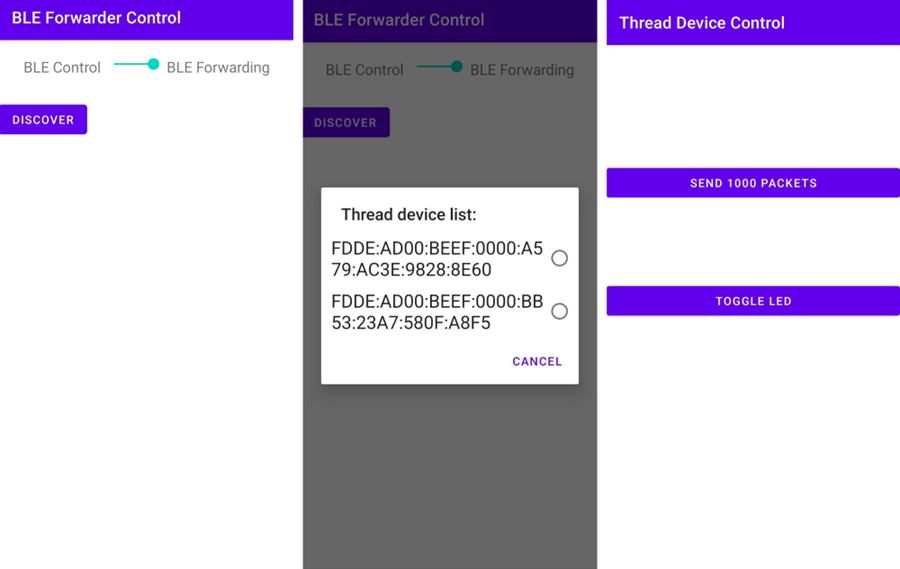 BLE Forwarder Control
BLE Control BLE Forwarding
DISCOVER
BLE Forwarder Control
BLE Control BLE Forwarding
DISCOVER
Thread device list:
FDDE:AD00:BEEF:0000:A5
79:AC3E:9828:8E60
FDDE:AD00:BEEF:0000:BB
53:23A7:580F:A8F5
CANCEL
Thread Device Control
SEND 1000 PACKETS
TOGGLE LED